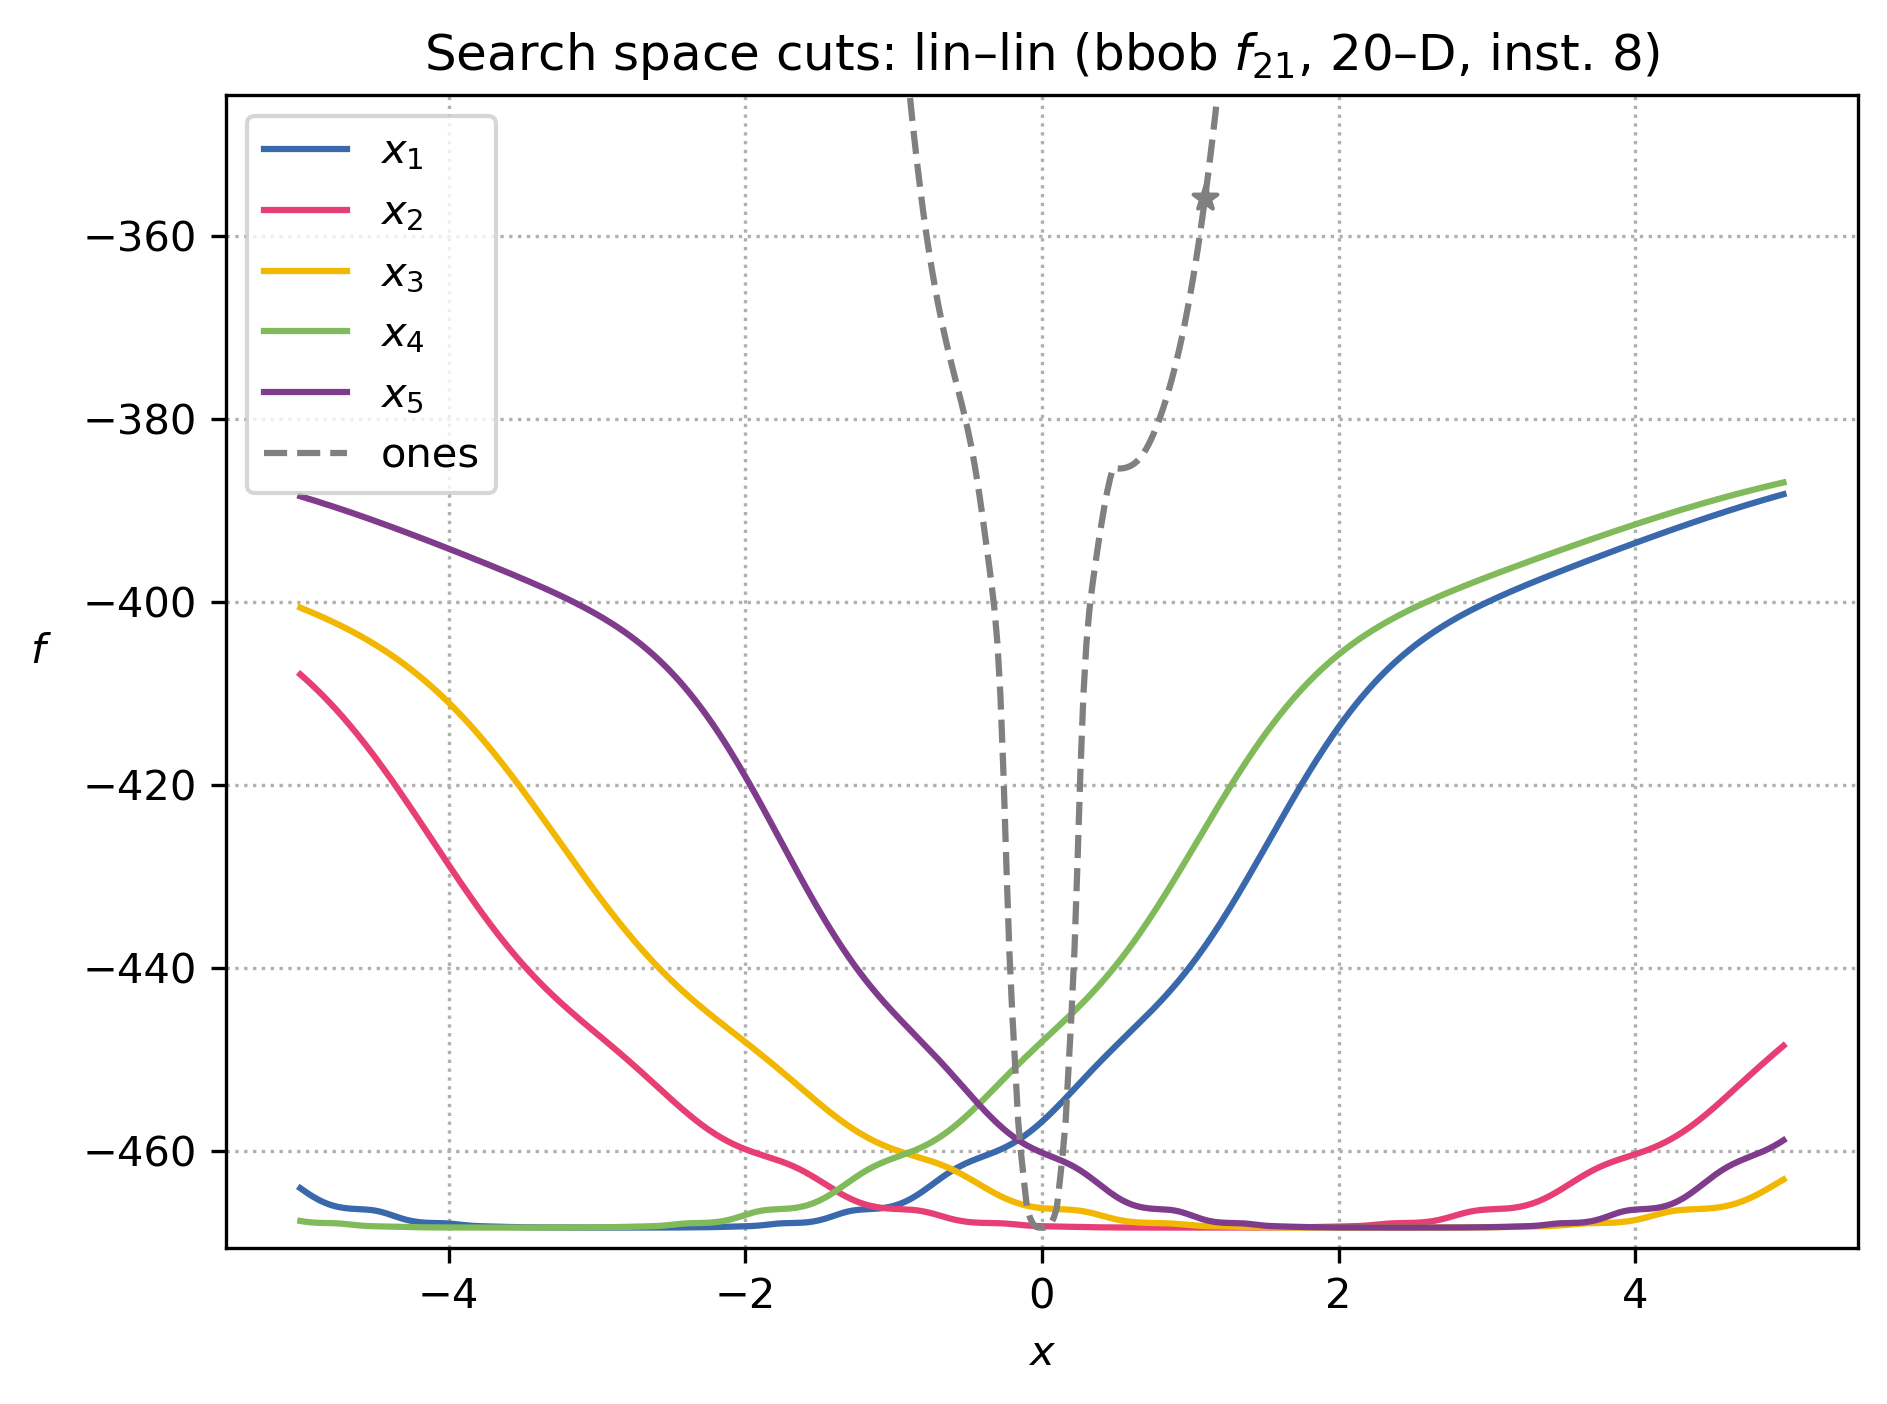 Search space cuts: lin–lin (bbob f21, 20–D, inst. 8)
x1
x2
x3
x4
x5
ones
−360
−380
−400
−420
−440
−460
f
−4
−2
0
2
4
x